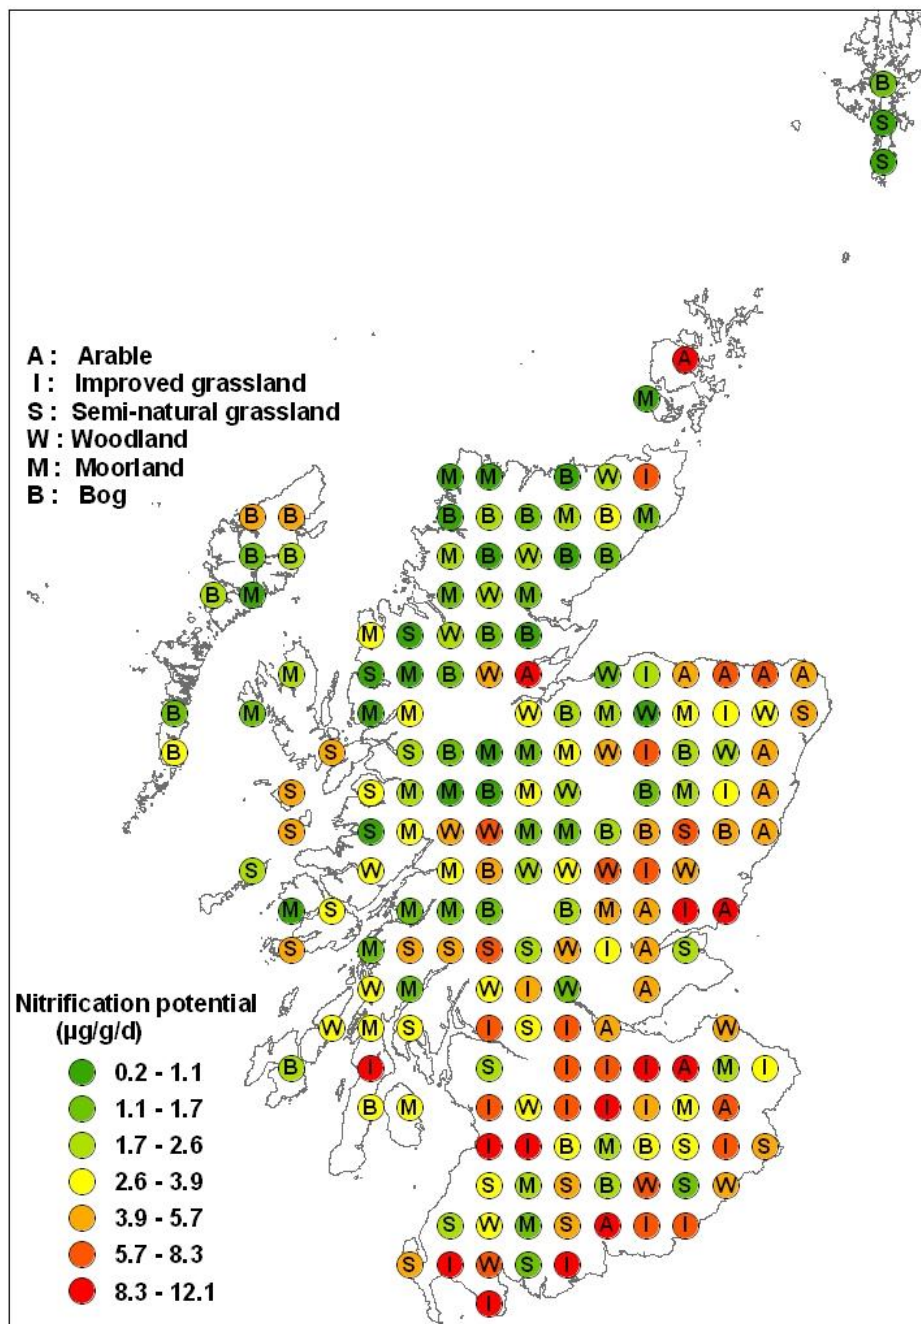 B
S
S
A : Arable
I : Improved grassland
S : Semi-natural grassland
W : Woodland
M : Moorland
B : Bog
A
M
M M B W I
B B B B B M B M
B B M B W B B
B M M W M
M S W B B
M S M B W A W I A A A A
B M M M W B M W M I W S
B S S B M M M W I B W A
S S M M B M W B M I A
S S M W W M M B B S B A
S W M B W W W I W
M S M M B B M A I A
S M S S S S W I A S
W M W I W A
W M S I S I A W
B I S I I I A M I
B M I W I I I M A
I I B M B S I S
S M S B W S W
S W M S A I I
S I W S I
I
Nitrification potential
(µg/g/d)
0.2 - 1.1
1.1 - 1.7
1.7 - 2.6
2.6 - 3.9
3.9 - 5.7
5.7 - 8.3
8.3 - 12.1